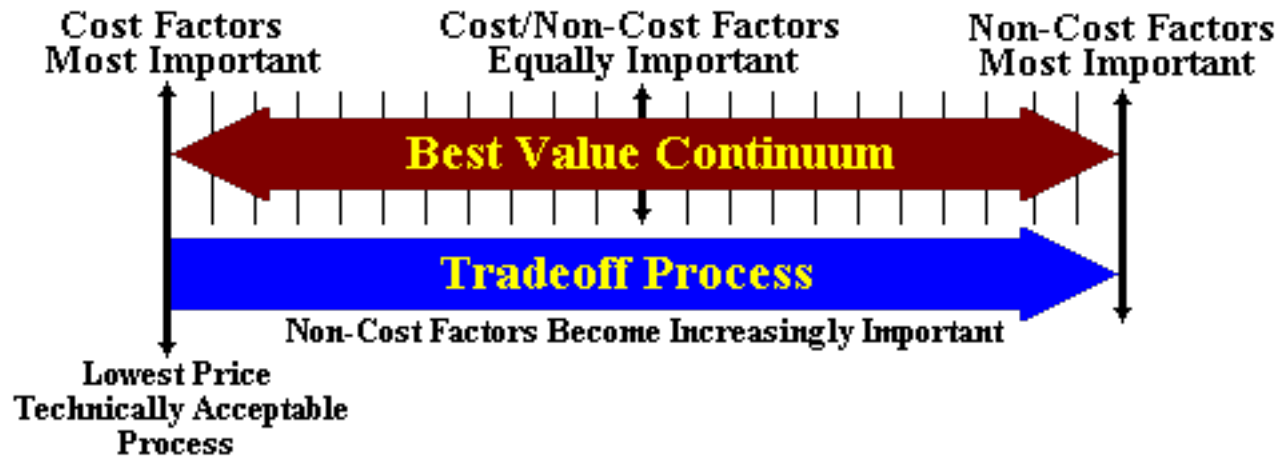 Cost Factors
Most Important
Cost/Non-Cost Factors
Equally Important
Non-Cost Factors
Most Important
Best Value Continuum
Tradeoff Process
Non-Cost Factors Become Increasingly Important
Lowest Price
Technically Acceptable
Process